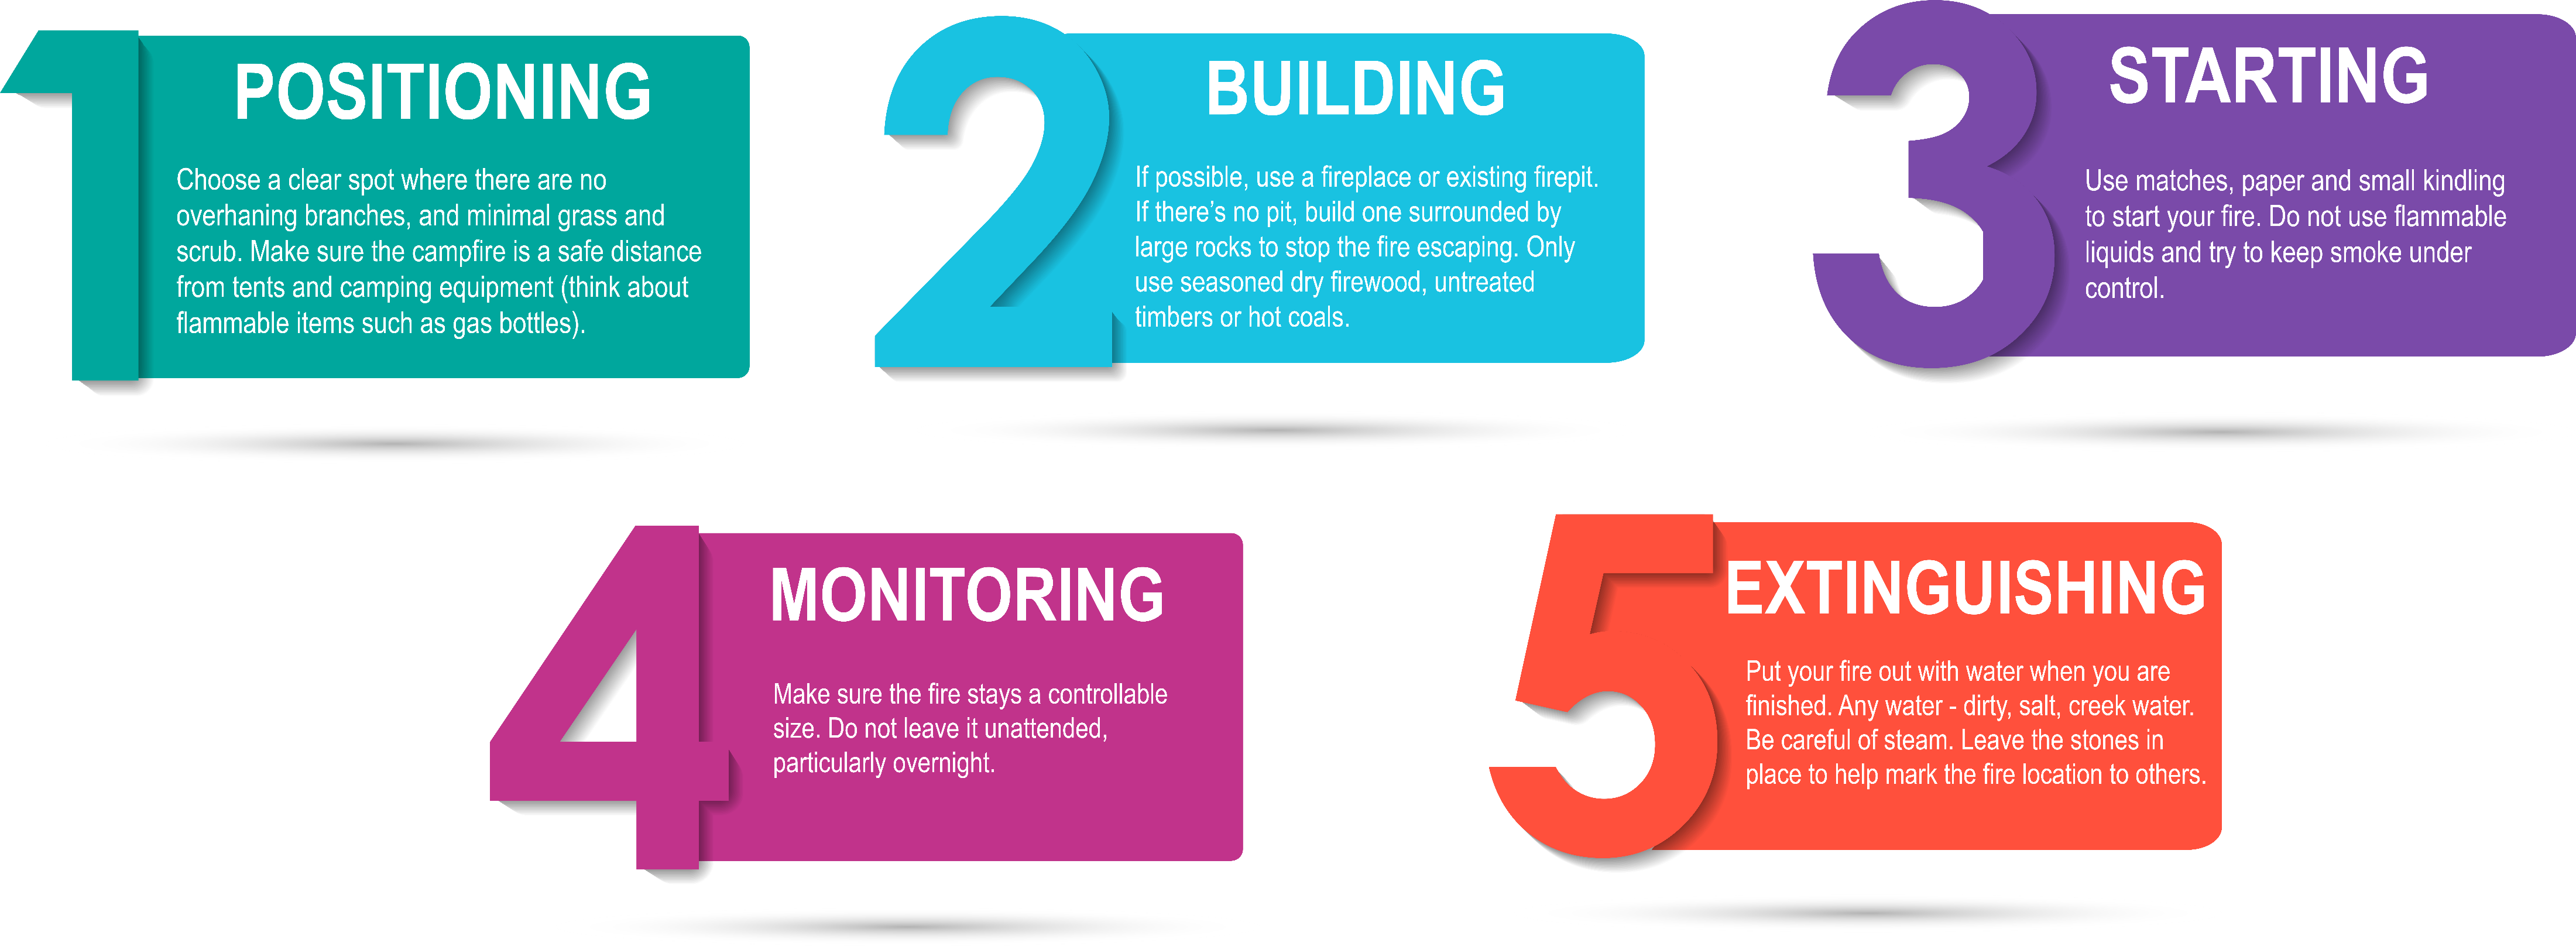 1
POSITIONING
Choose a clear spot where there are no
overhaning branches, and minimal grass and
scrub. Make sure the campfire is a safe distance
from tents and camping equipment (think about
flammable items such as gas bottles).
2
BUILDING
If possible, use a fireplace or existing firepit.
If there’s no pit, build one surrounded by
large rocks to stop the fire escaping. Only
use seasoned dry firewood, untreated
timbers or hot coals.
3
STARTING
Use matches, paper and small kindling
to start your fire. Do not use flammable
liquids and try to keep smoke under
control.
4
MONITORING
Make sure the fire stays a controllable
size. Do not leave it unattended,
particularly overnight.
5
EXTINGUISHING
Put your fire out with water when you are
finished. Any water - dirty, salt, creek water.
Be careful of steam. Leave the stones in
place to help mark the fire location to others.